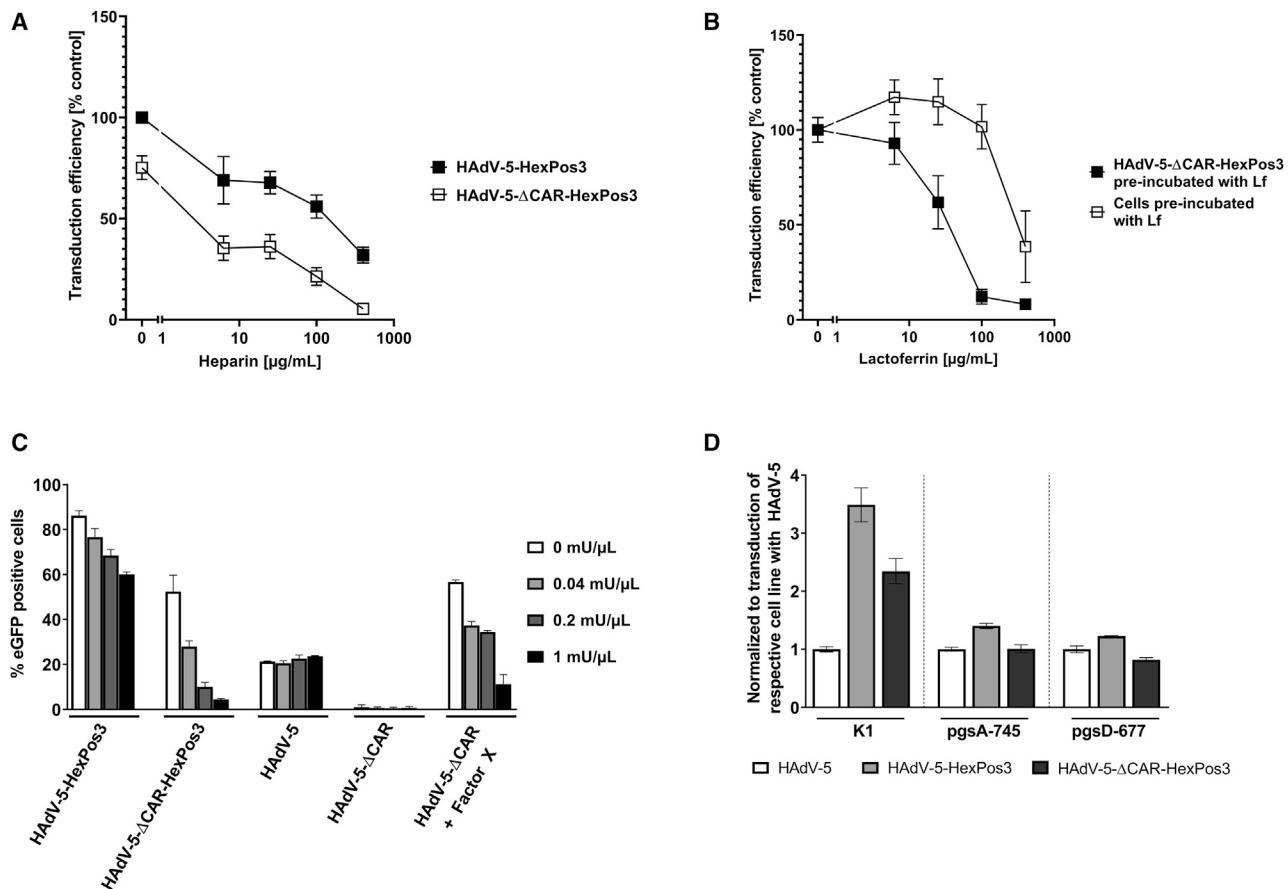 A
Transduction efficiency [% control]
150
100
50
0
0 1 10 100 1000
Heparin [µg/mL]
HAdV-5-HexPos3
HAdV-5-ΔCAR-HexPos3
B
Transduction efficiency [% control]
150
100
50
0
0 1 10 100 1000
Lactoferrin [µg/mL]
HAdV-5-ΔCAR-HexPos3
pre-incubated with Lf
Cells pre-incubated
with Lf
C
% eGFP positive cells
100
80
60
40
20
0
HAdV-5-HexPos3
HAdV-5-ΔCAR-HexPos3
HAdV-5
HAdV-5-ΔCAR
HAdV-5-ΔCAR
+ Factor X
0 mU/µL
0.04 mU/µL
0.2 mU/µL
1 mU/µL
D
Normalized to transduction of
respective cell line with HAdV-5
4
3
2
1
0
K1 pgsA-745 pgsD-677
HAdV-5 HAdV-5-HexPos3 HAdV-5-ΔCAR-HexPos3